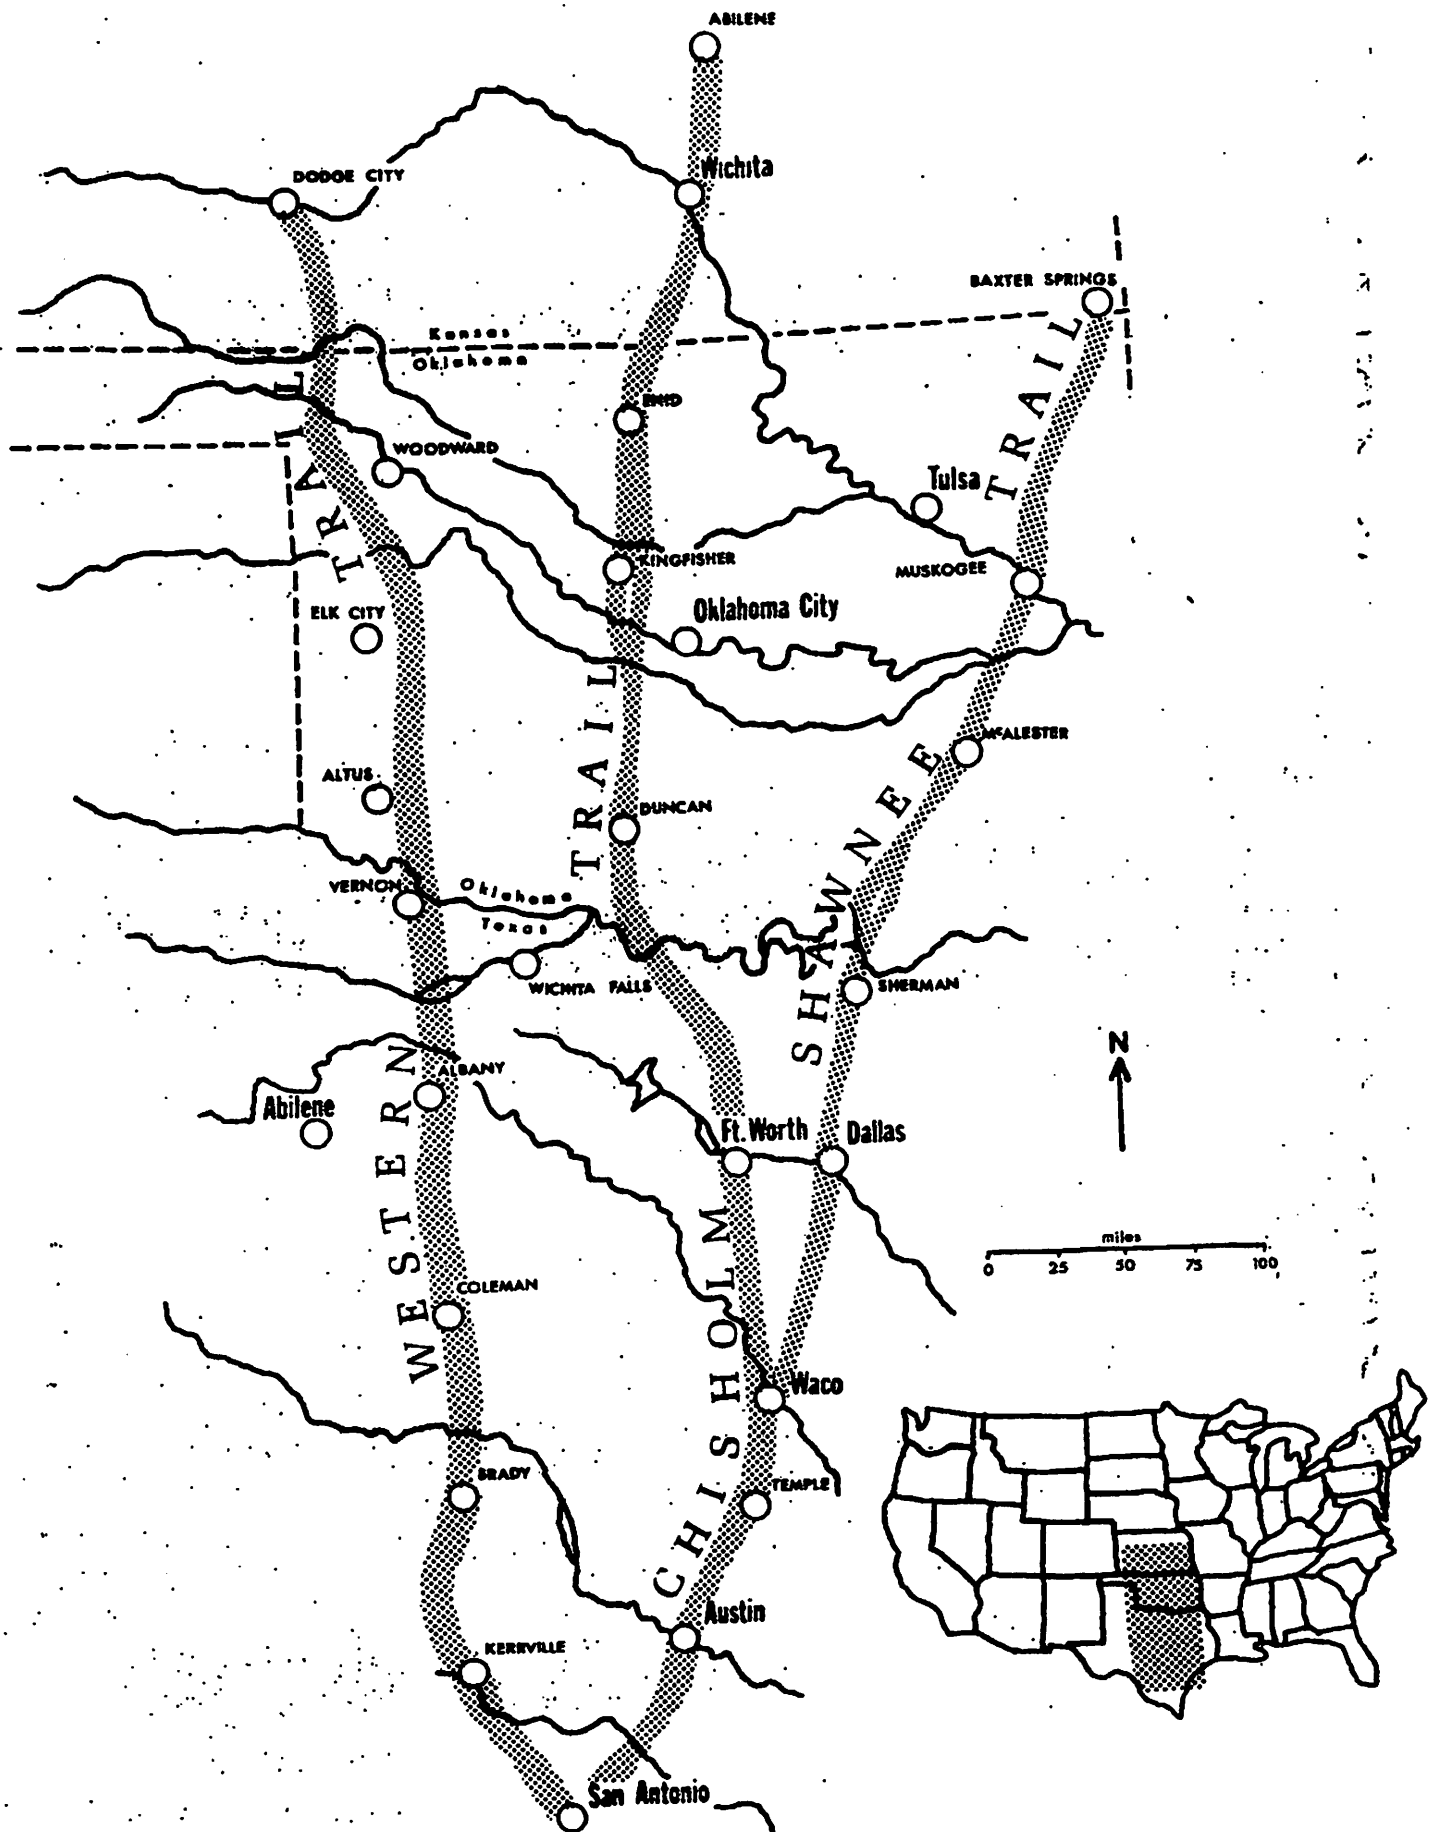 ABILENE
Wichita
DODGE CITY
BAXTER SPRINGS
Kansas
Oklahoma
ENID
WOODWARD
Tulsa
KINGFISHER
MUSKOGEE
ELK CITY
Oklahoma City
McALESTER
ALTUS
DUNCAN
VERNON
Oklahoma
Texas
WICHITA FALLS
SHERMAN
ALBANY
Abilene
Ft. Worth
Dallas
COLEMAN
Waco
BRADY
TEMPLE
Austin
KERRVILLE
San Antonio
WESTERN TRAIL
CHISHOLM TRAIL
SHAWNEE TRAIL
N
miles
0 25 50 75 100